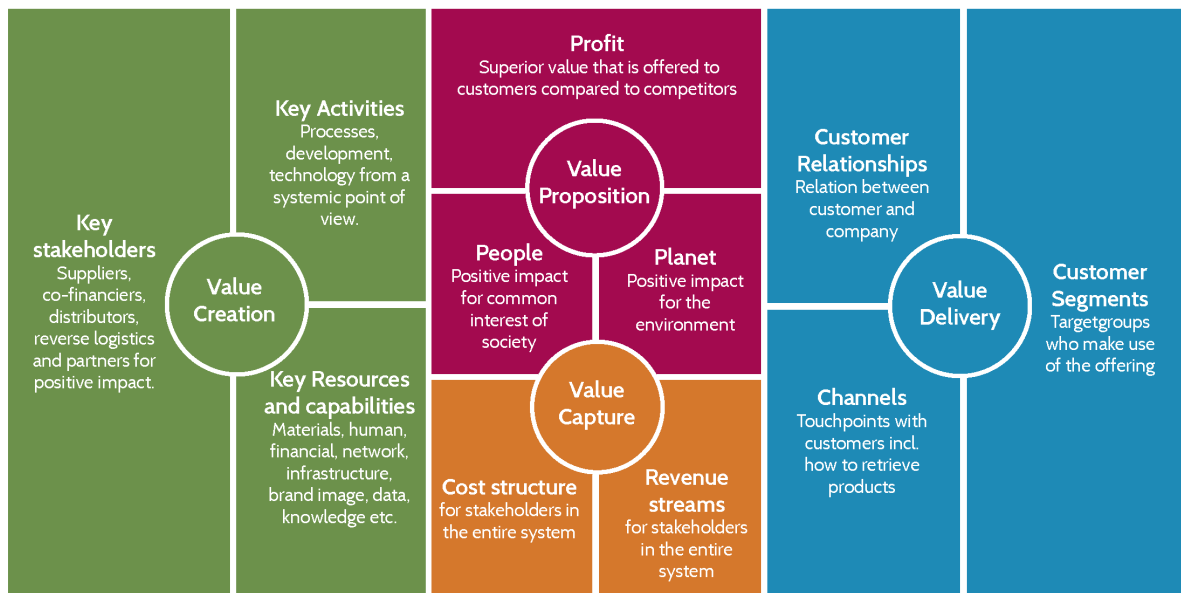 Key
stakeholders
Suppliers,
co-financiers,
distributors,
reverse logistics
and partners for
positive impact.
Value
Creation
Key Activities
Processes,
development,
technology from a
systemic point of
view.
Key Resources
and capabilities
Materials, human,
financial, network,
infrastructure,
brand image, data,
knowledge etc.
Profit
Superior value that is offered to
customers compared to competitors
Value
Proposition
People
Positive impact
for common
interest of
society
Planet
Positive impact
for the
environment
Value
Capture
Cost structure
for stakeholders in
the entire system
Revenue
streams
for stakeholders
in the entire
system
Customer
Relationships
Relation between
customer and
company
Value
Delivery
Channels
Touchpoints with
customers incl.
how to retrieve
products
Customer
Segments
Targetgroups
who make use
of the offering